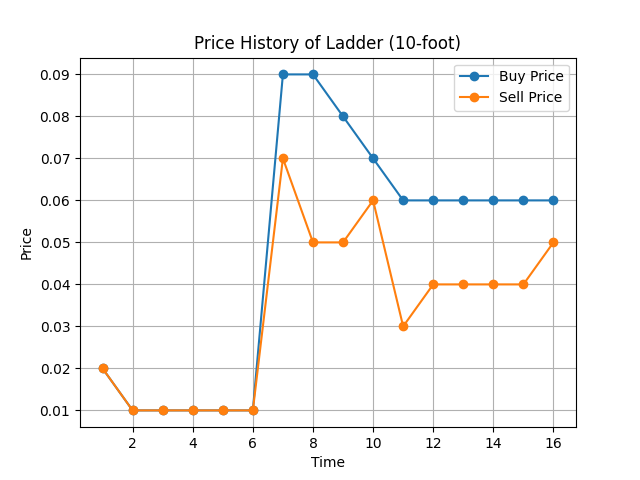 Price History of Ladder (10-foot)
Buy Price
Sell Price
Price
0.09
0.08
0.07
0.06
0.05
0.04
0.03
0.02
0.01
2 4 6 8 10 12 14 16
Time